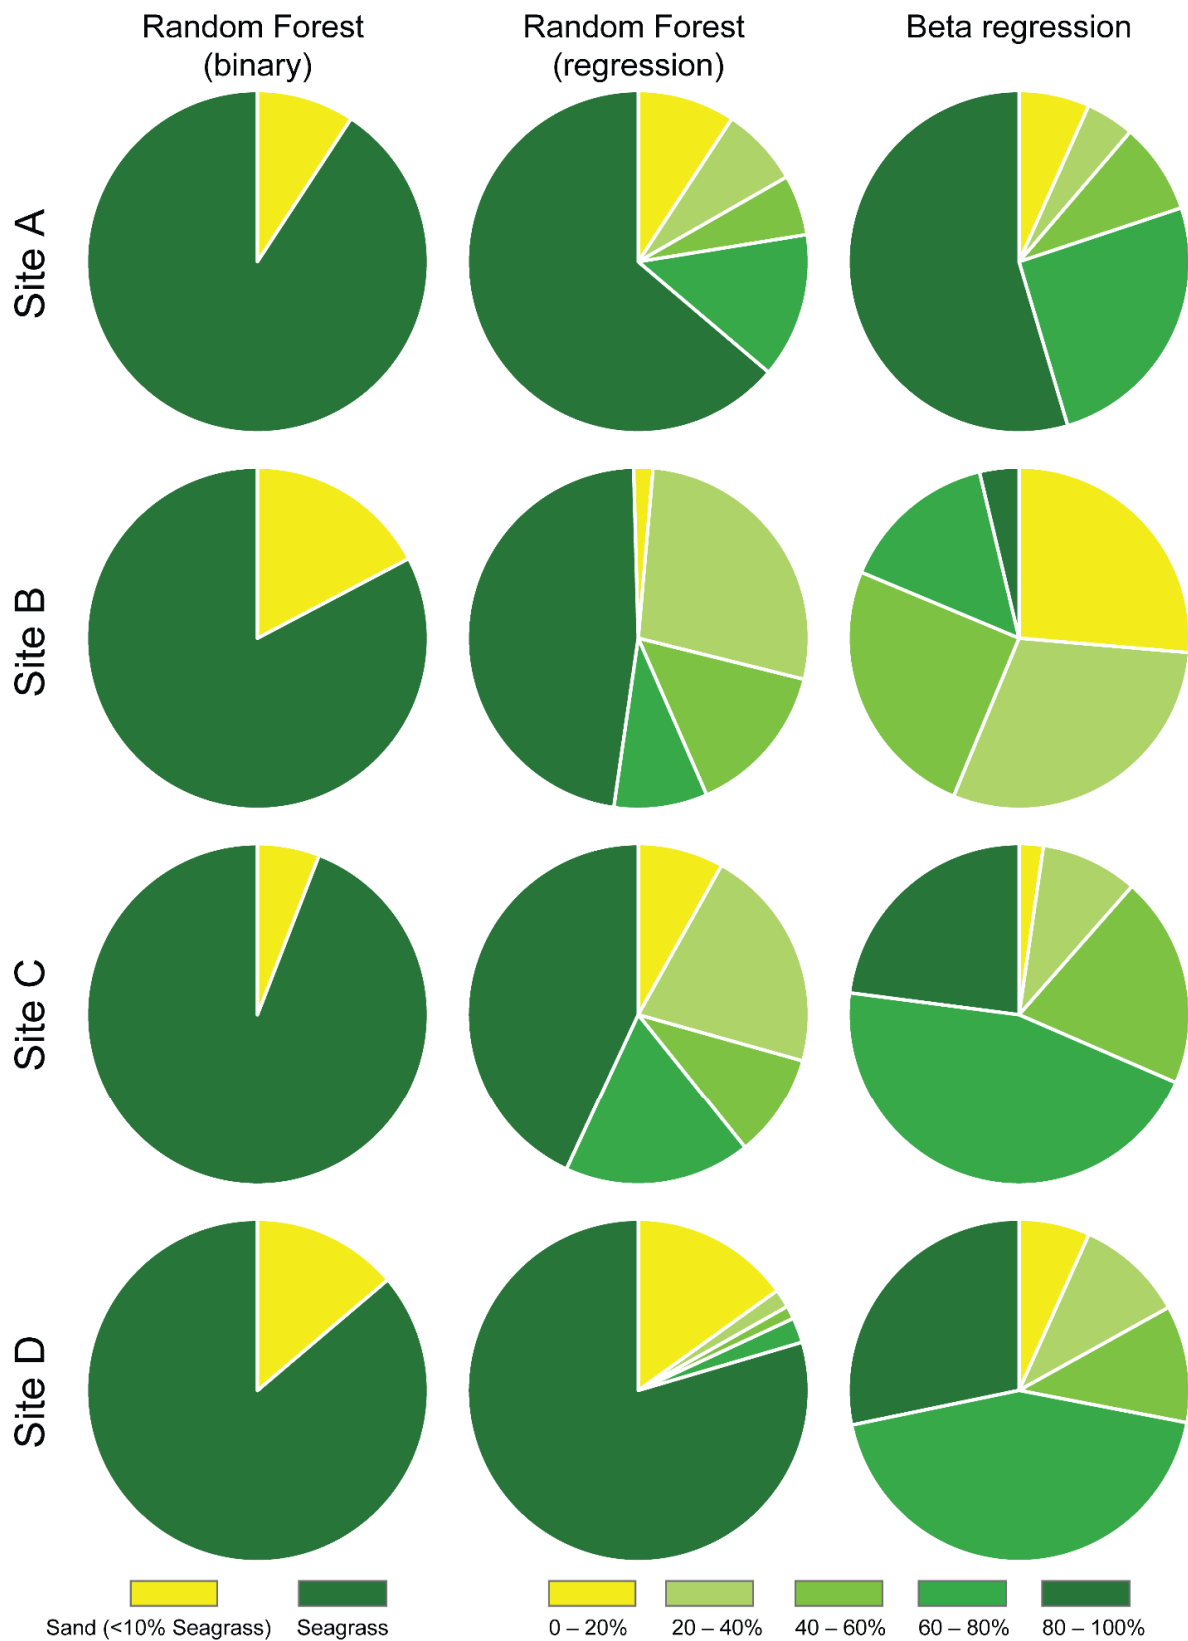 Random Forest
(binary)
Random Forest
(regression)
Beta regression
Site A
Site B
Site C
Site D
Sand (<10% Seagrass)
Seagrass
0 – 20%
20 – 40%
40 – 60%
60 – 80%
80 – 100%